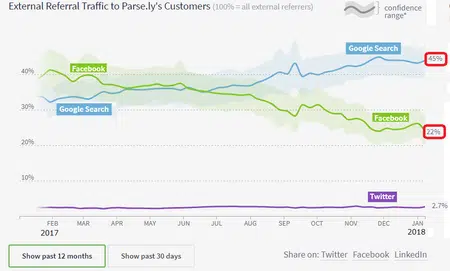 External Referral Traffic to Parse.ly's Customers (100% = all external referrers)
confidence
range*
Google Search
45%
Facebook
40%
Google Search
30%
Facebook
22%
20%
10%
Twitter
2.7%
FEB MAR APR MAY JUN JUL AUG SEP OCT NOV DEC JAN
2017 2018
Show past 12 months Show past 30 days Share on: Twitter Facebook LinkedIn